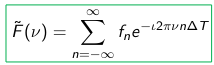 F̃(ν) = ∑_{n=−∞}^{∞} f_n e^{−ι2πνnΔT}